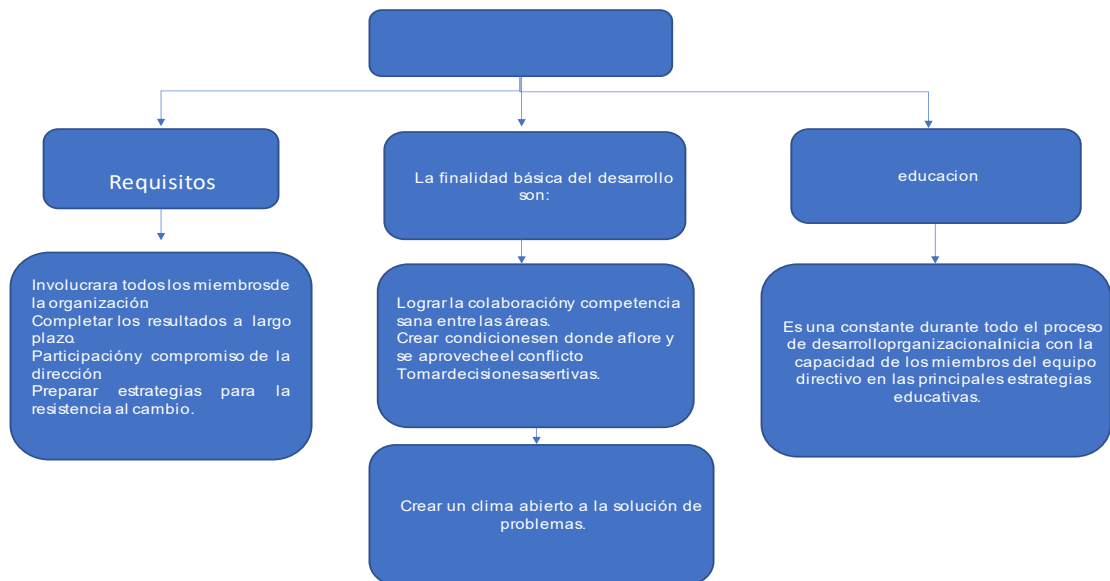 Requisitos
Involucrara todos los miembrosde
la organización.
Completar los resultados a largo
plazo.
Participacióny compromiso de la
dirección
Preparar estrategias para la
resistencia al cambio.
La finalidad básica del desarrollo
son:
Lograr la colaboracióny competencia
sana entre las áreas.
Crear condicionesen donde aflore y
se aprovecheel conflicto.
Tomardecisionesasertivas.
Crear un clima abierto a la solución de
problemas.
educacion
Es una constante durante todo el proceso
de desarrolloprganizacional.Inicia con la
capacidad de los miembros del equipo
directivo en las principales estrategias
educativas.